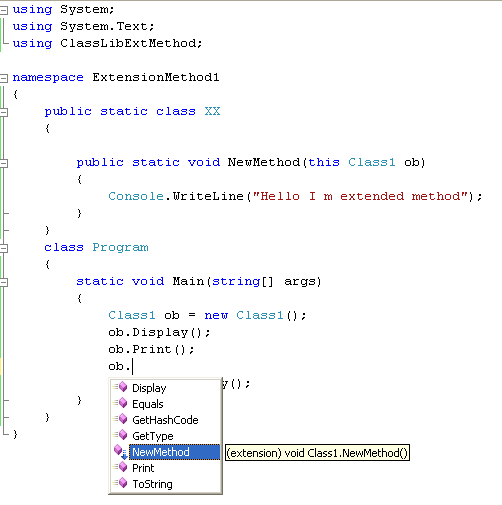 using System;
using System.Text;
using ClassLibExtMethod;
namespace ExtensionMethod1
{
public static class XX
{
public static void NewMethod(this Class1 ob)
{
Console.WriteLine("Hello I m extended method");
}
}
class Program
{
static void Main(string[] args)
{
Class1 ob = new Class1();
ob.Display();
ob.Print();
ob.
y();
}
}
}
Display
Equals
GetHashCode
GetType
NewMethod
(extension) void Class1.NewMethod()
Print
ToString